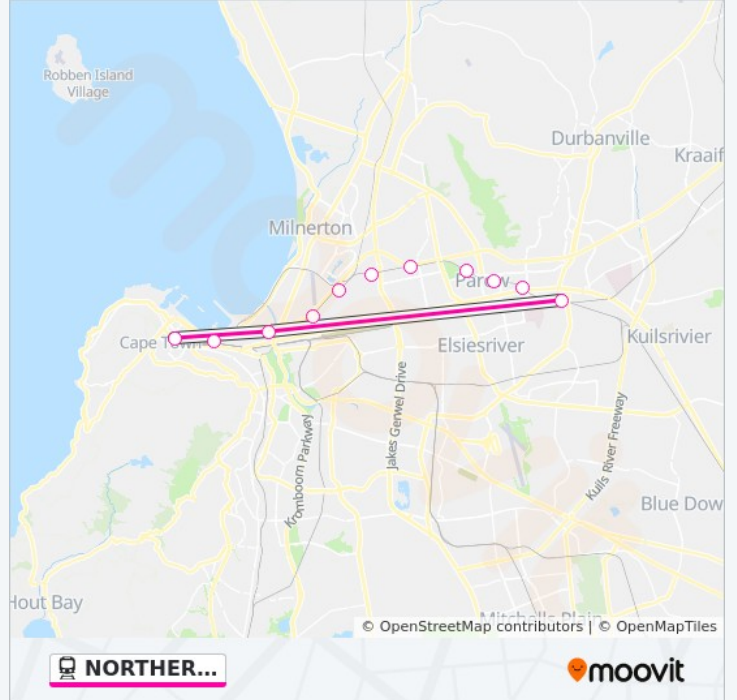 Robben Island
Village
Durbanville
Kraaif
Milnerton
Parow
Cape Town
Elsiesriver
Kuilsrivier
Jakes Gerwel Drive
Kromboom Parkway
Kuils River Freeway
Blue Dow
Hout Bay
Mitchells Plain
© OpenStreetMap contributors | © OpenMapTiles
NORTHER...
moovit